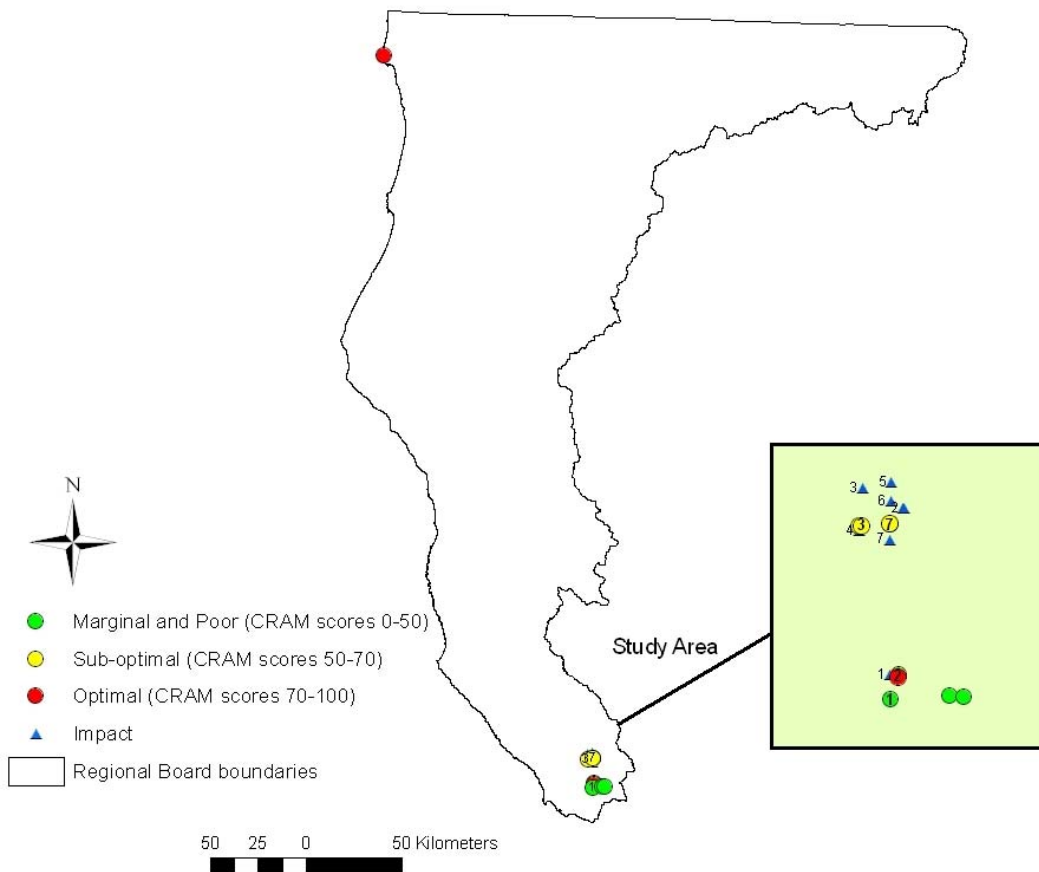 N
Marginal and Poor (CRAM scores 0-50)
Sub-optimal (CRAM scores 50-70)
Optimal (CRAM scores 70-100)
Impact
Regional Board boundaries
50 25 0 50 Kilometers
Study Area
7
1
5
3
6
2
3 7
4
7
1 2
1